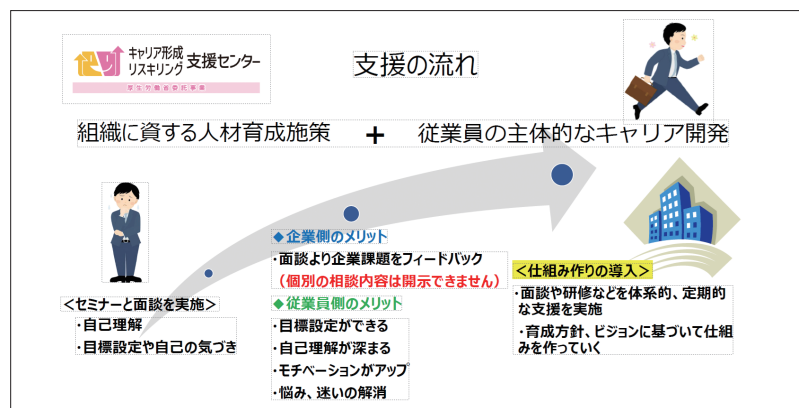 キャリア形成
リスキリング 支援センター
厚生労働省委託事業
支援の流れ
組織に資する人材育成施策 + 従業員の主体的なキャリア開発
◆企業側のメリット
・面談より企業課題をフィードバック
(個別の相談内容は開示できません)
◆従業員側のメリット
・目標設定ができる
・自己理解が深まる
・モチベーションがアップ
・悩み、迷いの解消
＜セミナーと面談を実施＞
・自己理解
・目標設定や自己の気づき
＜仕組み作りの導入＞
・面談や研修などを体系的、定期的
な支援を実施
・育成方針、ビジョンに基づいて仕組
みを作っていく